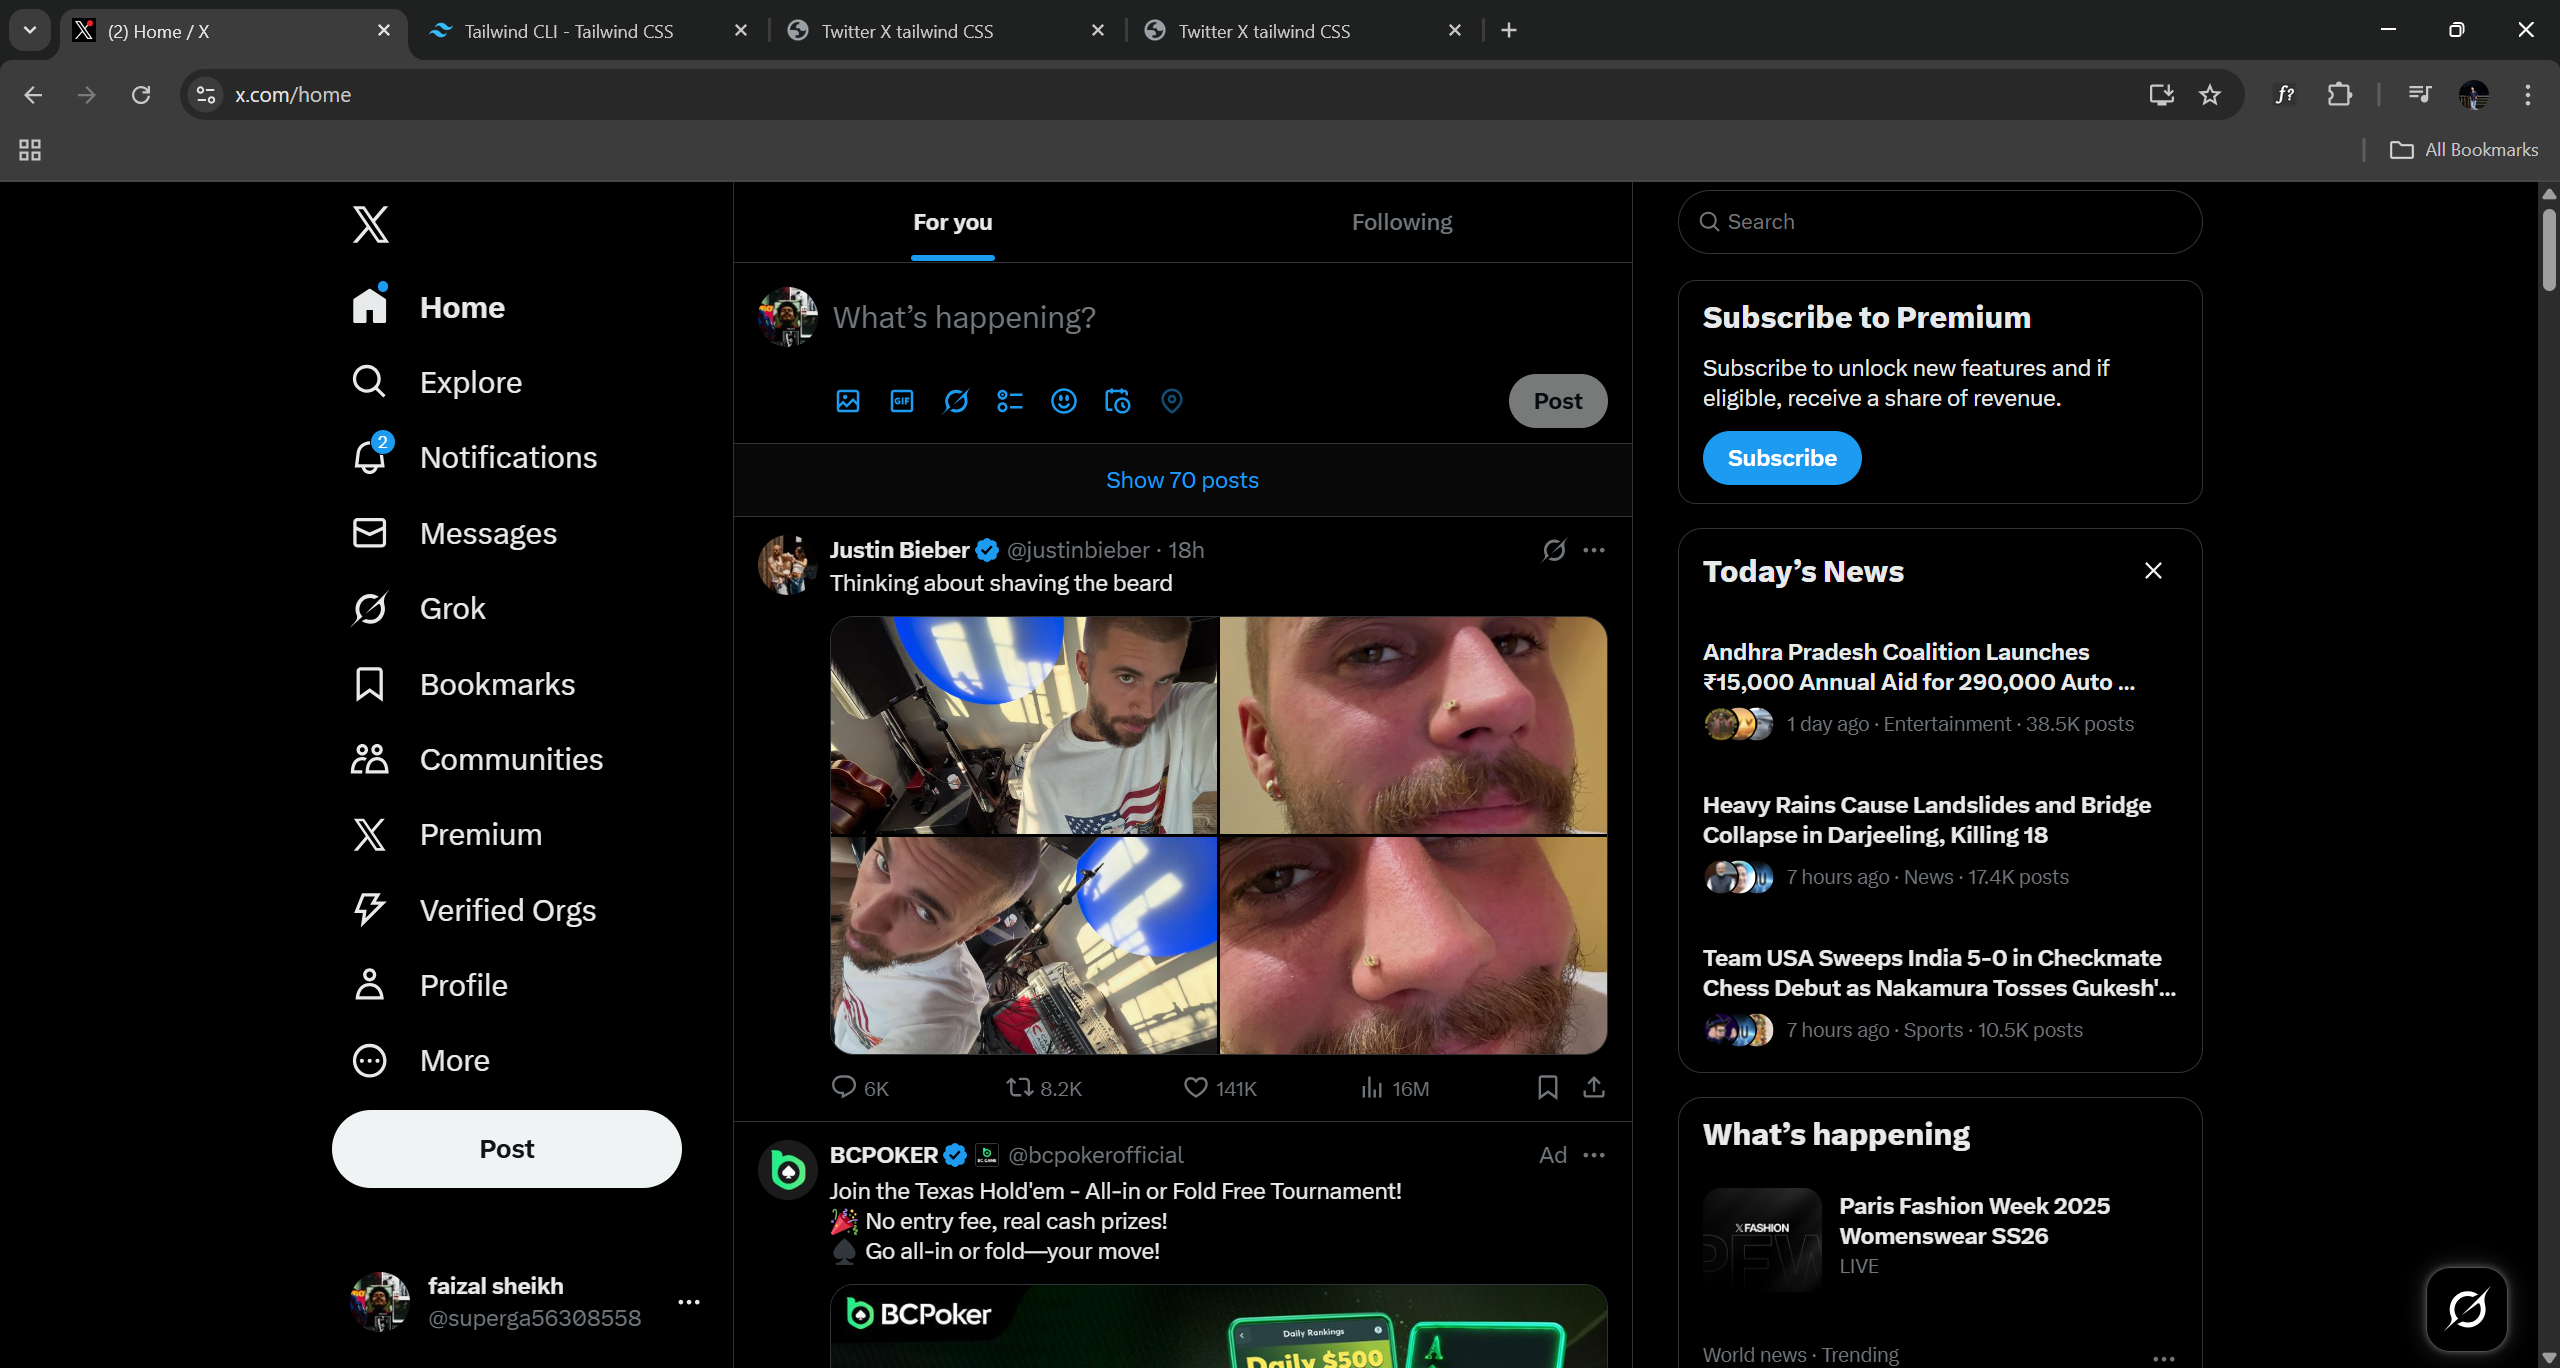 (2) Home / X
Tailwind CLI - Tailwind CSS
Twitter X tailwind CSS
Twitter X tailwind CSS
x.com/home
f?
All Bookmarks
Home
Explore
2
Notifications
Messages
Grok
Bookmarks
Communities
Premium
Verified Orgs
Profile
More
Post
faizal sheikh
@superga56308558
For you
Following
What’s happening?
GIF
Post
Show 70 posts
Justin Bieber @justinbieber · 18h
Thinking about shaving the beard
6K
8.2K
141K
16M
BCPOKER @bcpokerofficial
Ad
Join the Texas Hold'em - All-in or Fold Free Tournament!
🎉 No entry fee, real cash prizes!
♠️ Go all-in or fold—your move!
BCPoker
Daily Rankings
Daily $500
A
Search
Subscribe to Premium
Subscribe to unlock new features and if
eligible, receive a share of revenue.
Subscribe
Today’s News
Andhra Pradesh Coalition Launches
₹15,000 Annual Aid for 290,000 Auto ...
1 day ago · Entertainment · 38.5K posts
Heavy Rains Cause Landslides and Bridge
Collapse in Darjeeling, Killing 18
7 hours ago · News · 17.4K posts
Team USA Sweeps India 5-0 in Checkmate
Chess Debut as Nakamura Tosses Gukesh'...
7 hours ago · Sports · 10.5K posts
What’s happening
XFASHION
PFW
Paris Fashion Week 2025
Womenswear SS26
LIVE
World news · Trending